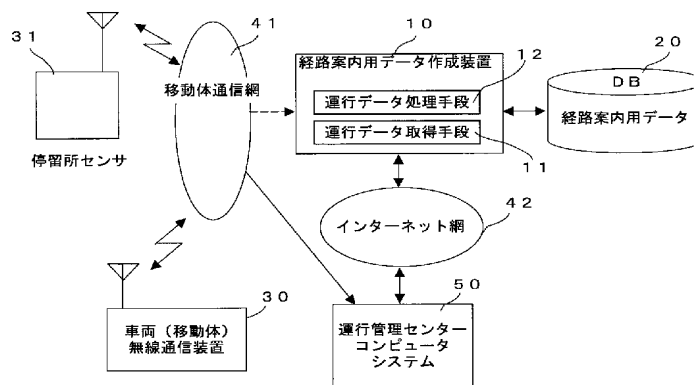 31
41
10
経路案内用データ作成装置
12
運行データ処理手段
運行データ取得手段
11
20
DB
経路案内用データ
移動体通信網
停留所センサ
インターネット網
42
30
車両(移動体)
無線通信装置
50
運行管理センター
コンピュータ
システム